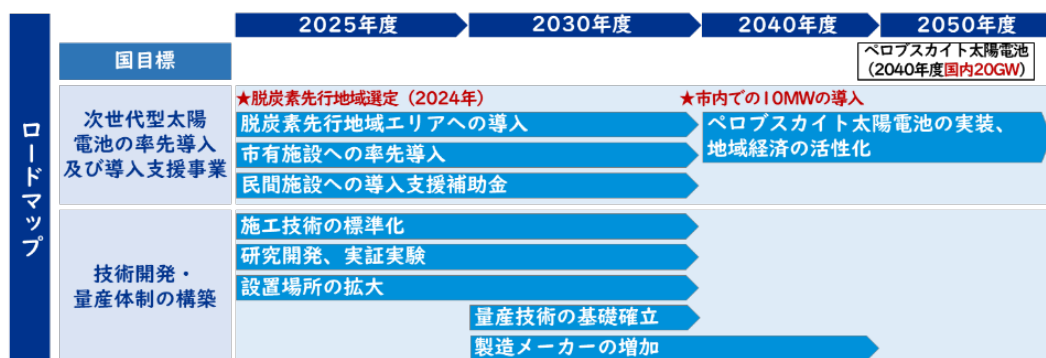 2025年度
2030年度
2040年度
2050年度
ロードマップ
国目標
ペロブスカイト太陽電池
(2040年度国内20GW)
次世代型太陽
電池の率先導入
及び導入支援事業
★脱炭素先行地域選定(2024年)
★市内での10MWの導入
脱炭素先行地域エリアへの導入
市有施設への率先導入
民間施設への導入支援補助金
ペロブスカイト太陽電池の実装、
地域経済の活性化
技術開発・
量産体制の構築
施工技術の標準化
研究開発、実証実験
設置場所の拡大
量産技術の基礎確立
製造メーカーの増加